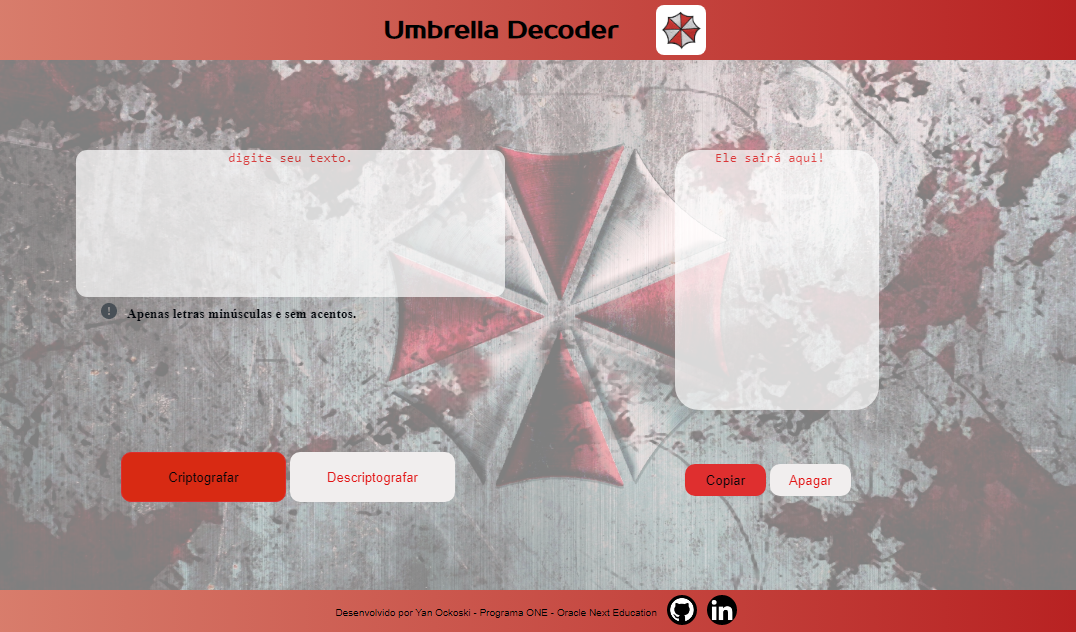 Umbrella Decoder
digite seu texto.
Ele sairá aqui!
! Apenas letras minúsculas e sem acentos.
Criptografar
Descriptografar
Copiar
Apagar
Desenvolvido por Yan Ockoski - Programa ONE - Oracle Next Education
in